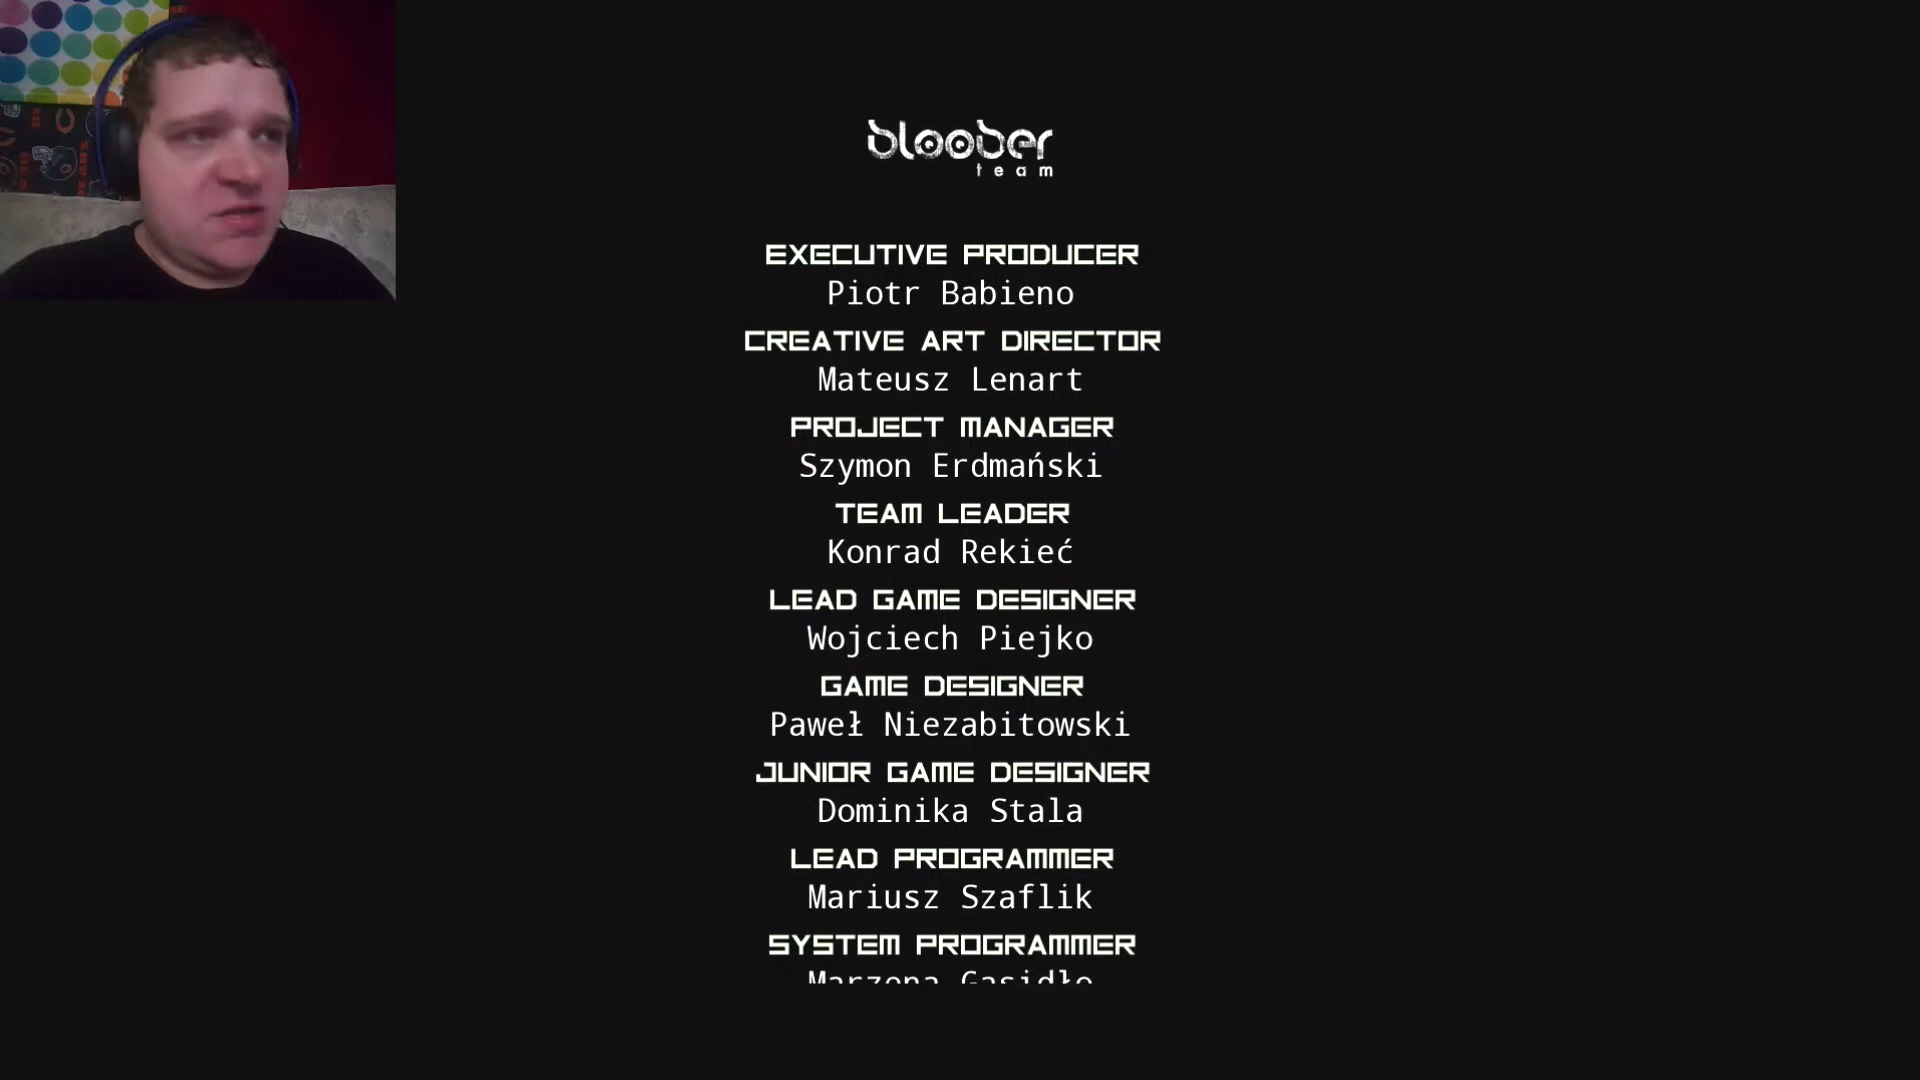 bloober
team
EXECUTIVE PRODUCER
Piotr Babieno
CREATIVE ART DIRECTOR
Mateusz Lenart
PROJECT MANAGER
Szymon Erdmański
TEAM LEADER
Konrad Rekieć
LEAD GAME DESIGNER
Wojciech Piejko
GAME DESIGNER
Paweł Niezabitowski
JUNIOR GAME DESIGNER
Dominika Stala
LEAD PROGRAMMER
Mariusz Szaflik
SYSTEM PROGRAMMER
Marzena Gasidło